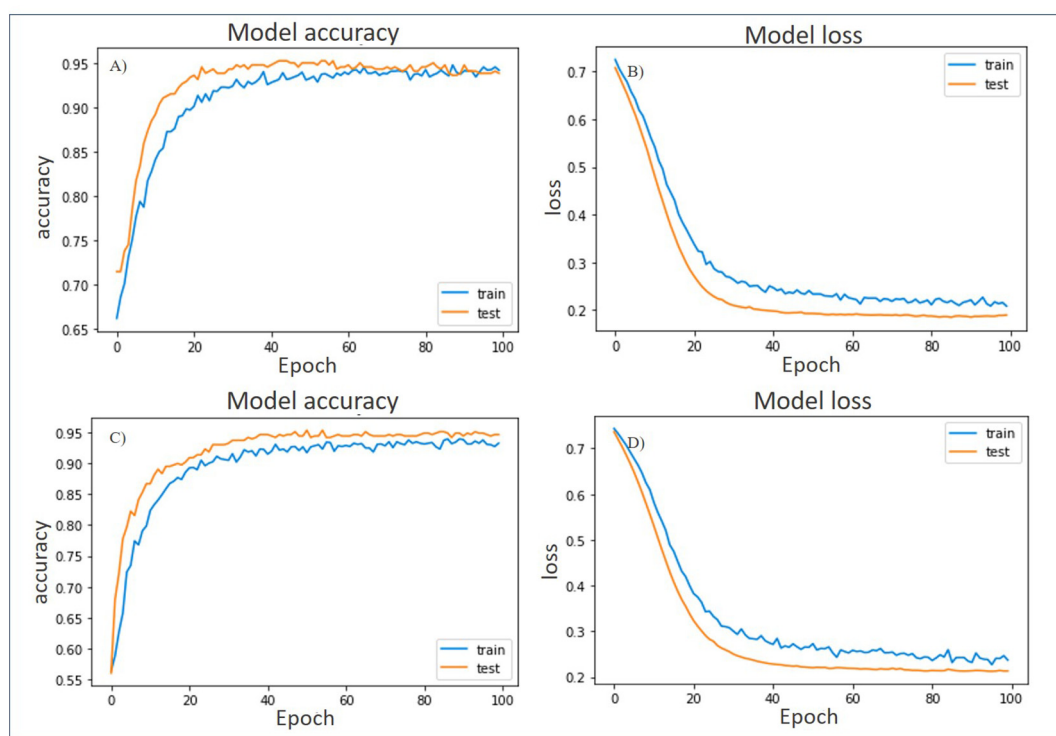 Model accuracy
A)
0.95
0.90
0.85
0.80
0.75
0.70
0.65
accuracy
train
test
0 20 40 60 80 100
Epoch
Model loss
B)
0.7
0.6
0.5
0.4
0.3
0.2
loss
train
test
0 20 40 60 80 100
Epoch
Model accuracy
C)
0.95
0.90
0.85
0.80
0.75
0.70
0.65
0.60
0.55
accuracy
train
test
0 20 40 60 80 100
Epoch
Model loss
D)
0.7
0.6
0.5
0.4
0.3
0.2
loss
train
test
0 20 40 60 80 100
Epoch